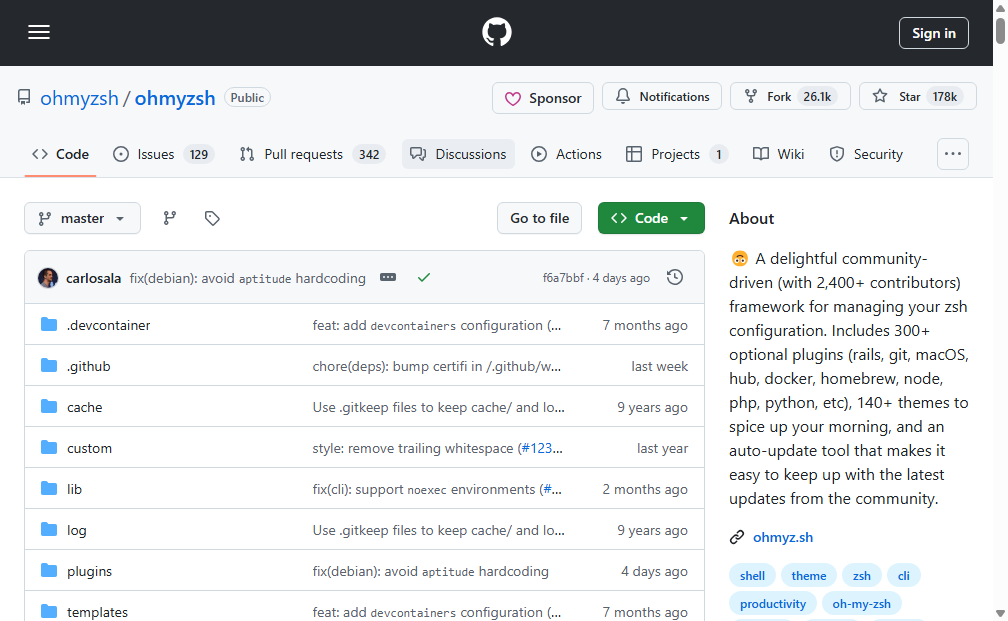 Sign in
ohmyzsh / ohmyzsh Public
Sponsor Notifications Fork 26.1k Star 178k
Code Issues 129 Pull requests 342 Discussions Actions Projects 1 Wiki Security
master Go to file Code
carlosala fix(debian): avoid aptitude hardcoding f6a7bbf · 4 days ago
.devcontainer feat: add devcontainers configuration (... 7 months ago
.github chore(deps): bump certifi in /.github/w... last week
cache Use .gitkeep files to keep cache/ and lo... 9 years ago
custom style: remove trailing whitespace (#123... last year
lib fix(cli): support noexec environments (#... 2 months ago
log Use .gitkeep files to keep cache/ and lo... 9 years ago
plugins fix(debian): avoid aptitude hardcoding 4 days ago
templates feat: add devcontainers configuration (... 7 months ago
About
🙃 A delightful community-
driven (with 2,400+ contributors)
framework for managing your zsh
configuration. Includes 300+
optional plugins (rails, git, macOS,
hub, docker, homebrew, node,
php, python, etc), 140+ themes to
spice up your morning, and an
auto-update tool that makes it
easy to keep up with the latest
updates from the community.
ohmyz.sh
shell theme zsh cli
productivity oh-my-zsh